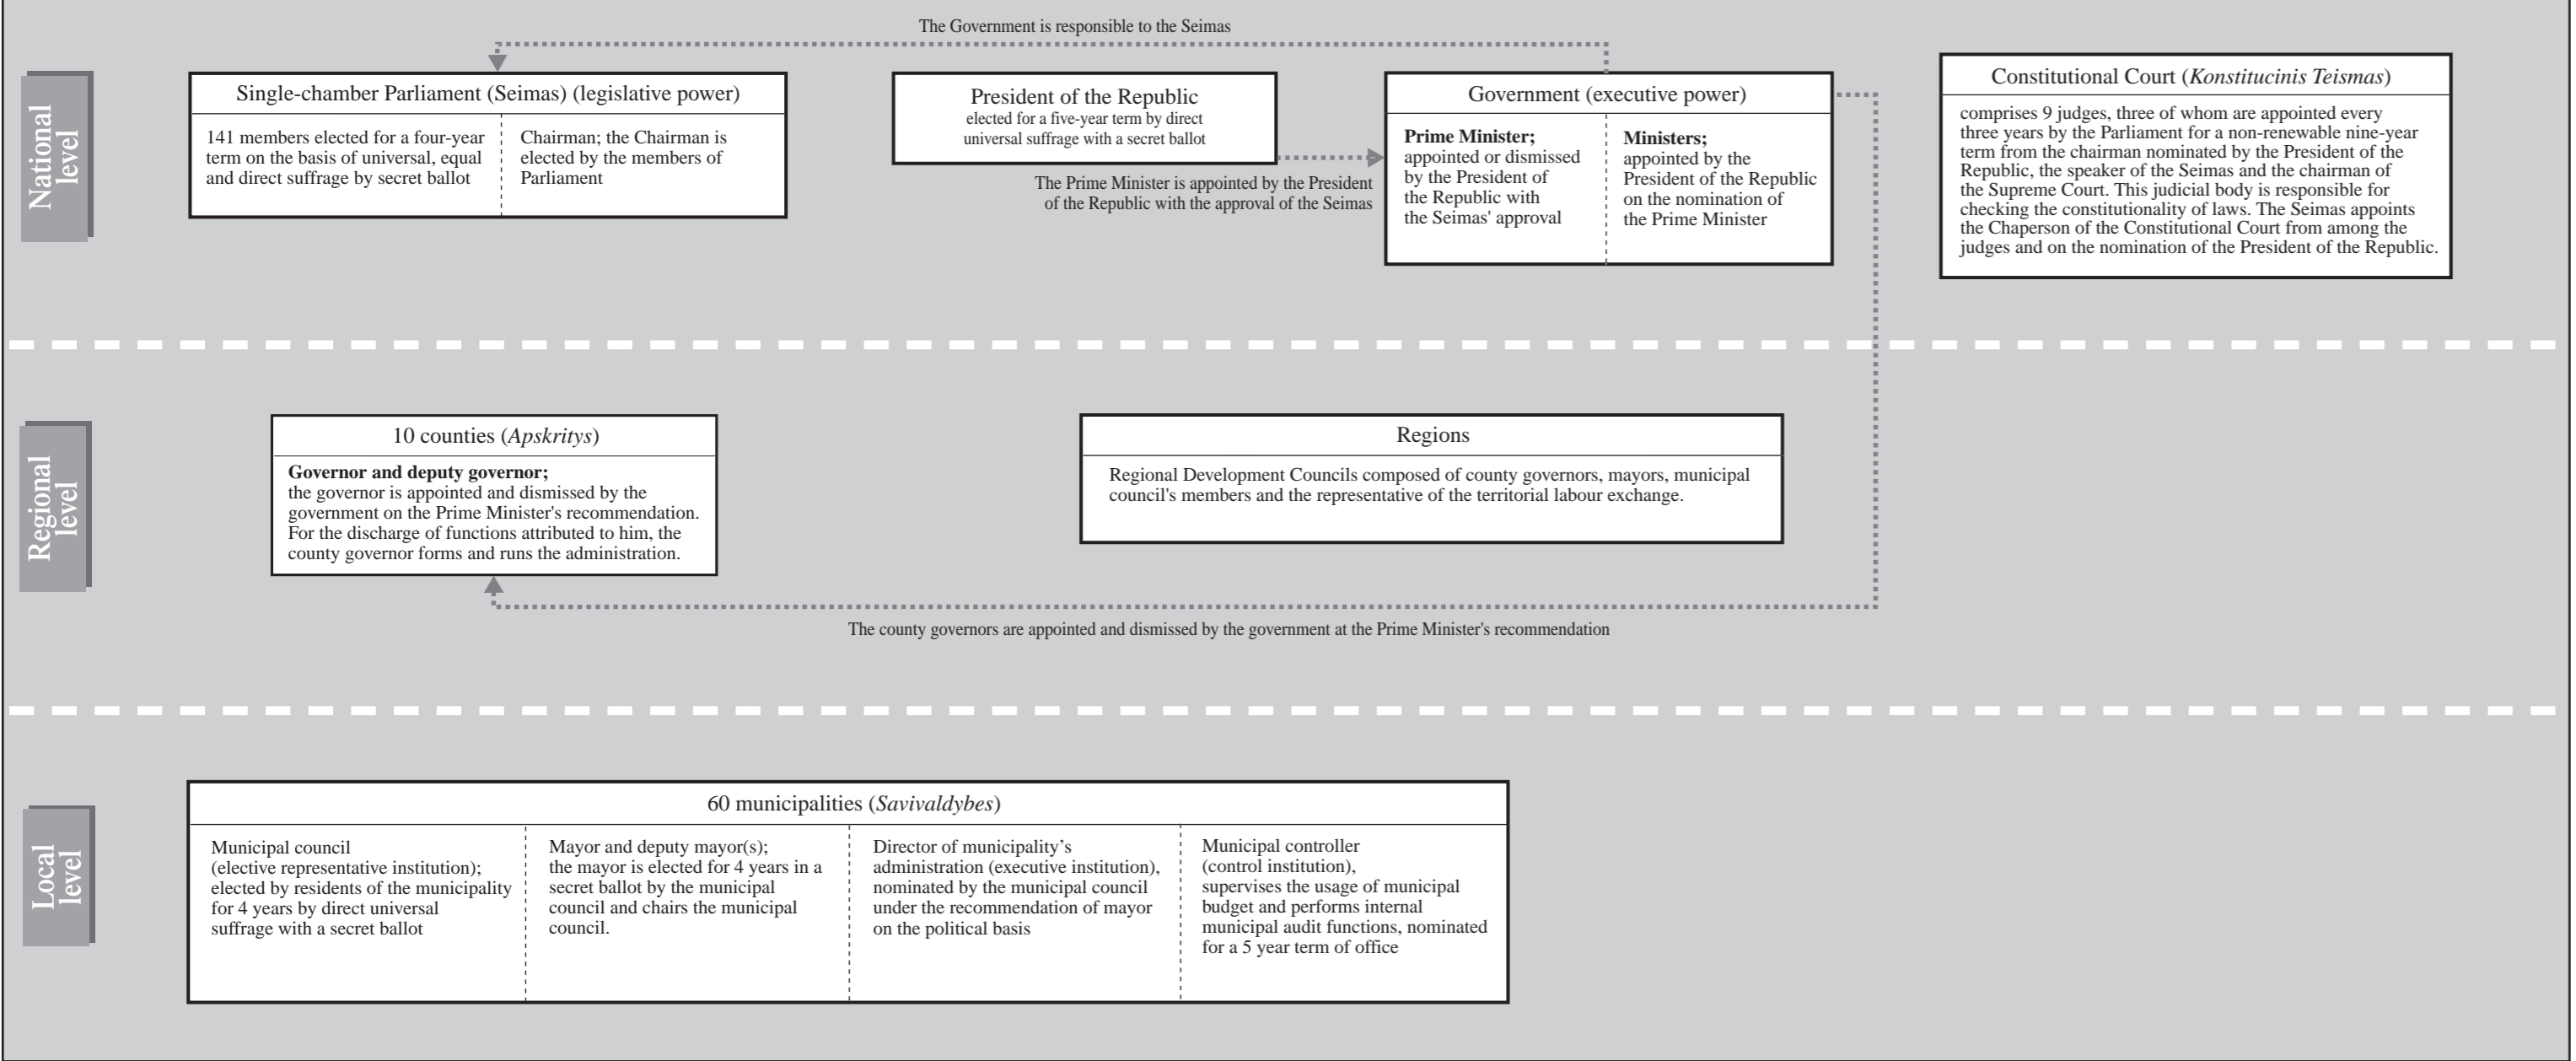 The Government is responsible to the Seimas
National
level
Single-chamber Parliament (Seimas) (legislative power)
141 members elected for a four-year
term on the basis of universal, equal
and direct suffrage by secret ballot
Chairman; the Chairman is
elected by the members of
Parliament
President of the Republic
elected for a five-year term by direct
universal suffrage with a secret ballot
The Prime Minister is appointed by the President
of the Republic with the approval of the Seimas
Government (executive power)
Prime Minister;
appointed or dismissed
by the President of
the Republic with
the Seimas' approval
Ministers;
appointed by the
President of the Republic
on the nomination of
the Prime Minister
Constitutional Court (Konstitucinis Teismas)
comprises 9 judges, three of whom are appointed every
three years by the Parliament for a non-renewable nine-year
term from the chairman nominated by the President of the
Republic, the speaker of the Seimas and the chairman of
the Supreme Court. This judicial body is responsible for
checking the constitutionality of laws. The Seimas appoints
the Chaperson of the Constitutional Court from among the
judges and on the nomination of the President of the Republic.
Regional
level
10 counties (Apskritys)
Governor and deputy governor;
the governor is appointed and dismissed by the
government on the Prime Minister's recommendation.
For the discharge of functions attributed to him, the
county governor forms and runs the administration.
Regions
Regional Development Councils composed of county governors, mayors, municipal
council's members and the representative of the territorial labour exchange.
The county governors are appointed and dismissed by the government at the Prime Minister's recommendation
Local
level
60 municipalities (Savivaldybes)
Municipal council
(elective representative institution);
elected by residents of the municipality
for 4 years by direct universal
suffrage with a secret ballot
Mayor and deputy mayor(s);
the mayor is elected for 4 years in a
secret ballot by the municipal
council and chairs the municipal
council.
Director of municipality’s
administration (executive institution),
nominated by the municipal council
under the recommendation of mayor
on the political basis
Municipal controller
(control institution),
supervises the usage of municipal
budget and performs internal
municipal audit functions, nominated
for a 5 year term of office